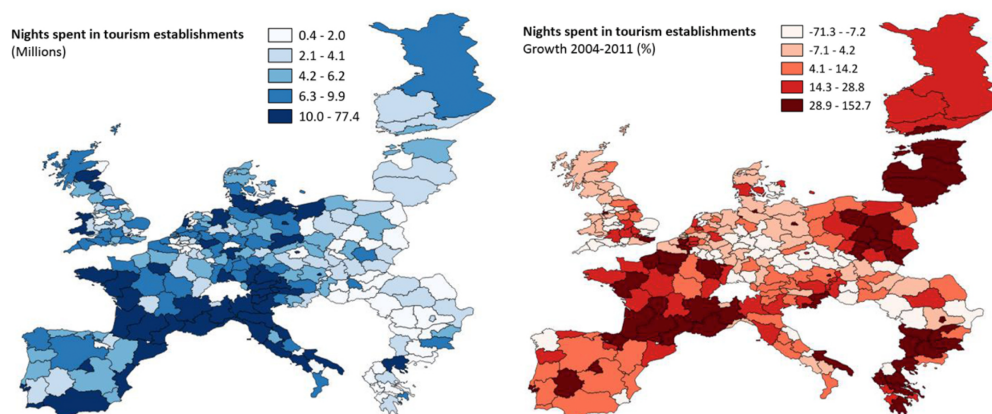 Nights spent in tourism establishments
(Millions)
0.4 - 2.0
2.1 - 4.1
4.2 - 6.2
6.3 - 9.9
10.0 - 77.4
Nights spent in tourism establishments
Growth 2004-2011 (%)
-71.3 - -7.2
-7.1 - 4.2
4.1 - 14.2
14.3 - 28.8
28.9 - 152.7